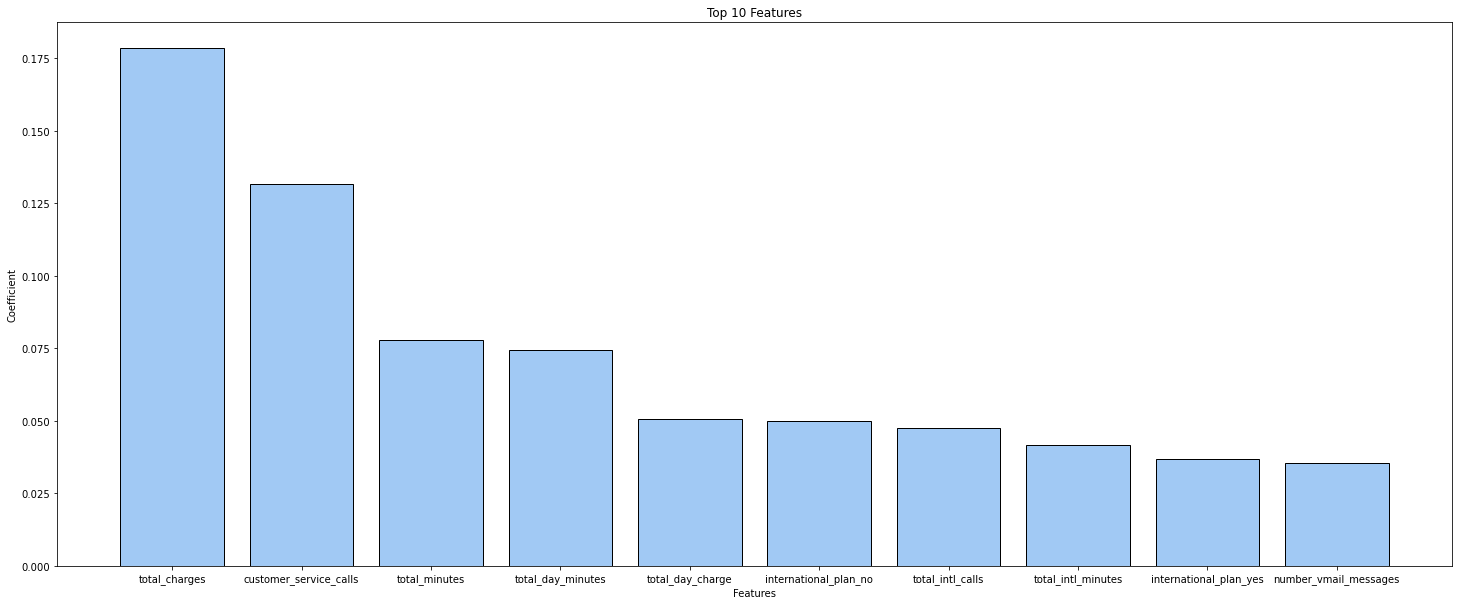 Top 10 Features
Coefficient
0.175
0.150
0.125
0.100
0.075
0.050
0.025
0.000
total_charges customer_service_calls total_minutes total_day_minutes total_day_charge international_plan_no total_intl_calls total_intl_minutes international_plan_yes number_vmail_messages
Features